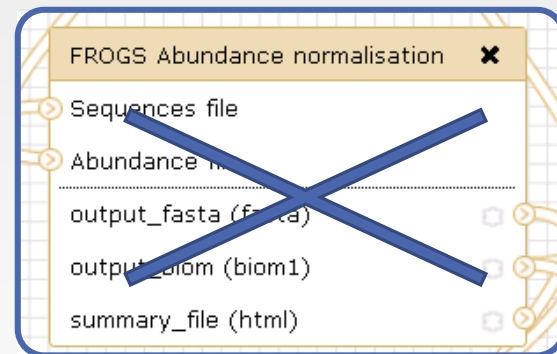 FROGS Abundance normalisation ✖
Sequences file
Abundance
output_fasta (fasta)
output_biom (biom1)
summary_file (html)